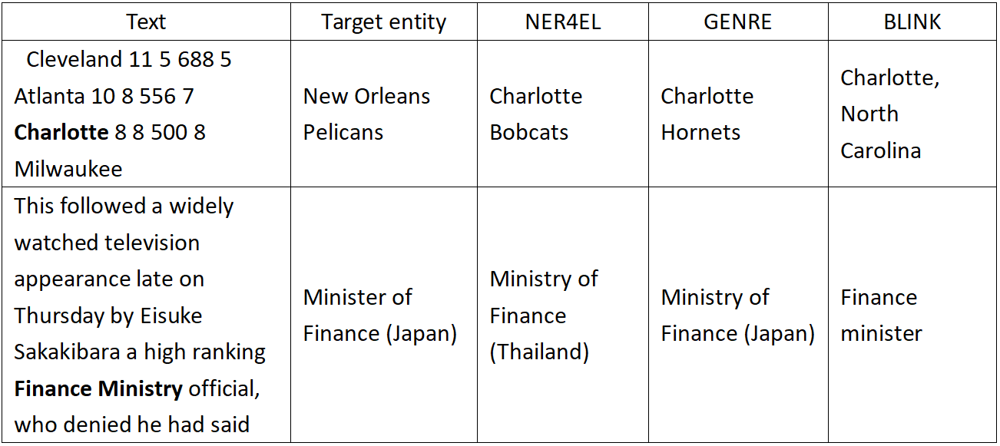 Text Target entity NER4EL GENRE BLINK
Cleveland 11 5 688 5
Atlanta 10 8 556 7
Charlotte 8 8 500 8
Milwaukee
New Orleans
Pelicans
Charlotte
Bobcats
Charlotte
Hornets
Charlotte,
North
Carolina
This followed a widely
watched television
appearance late on
Thursday by Eisuke
Sakakibara a high ranking
Finance Ministry official,
who denied he had said
Minister of
Finance (Japan)
Ministry of
Finance
(Thailand)
Ministry of
Finance (Japan)
Finance
minister